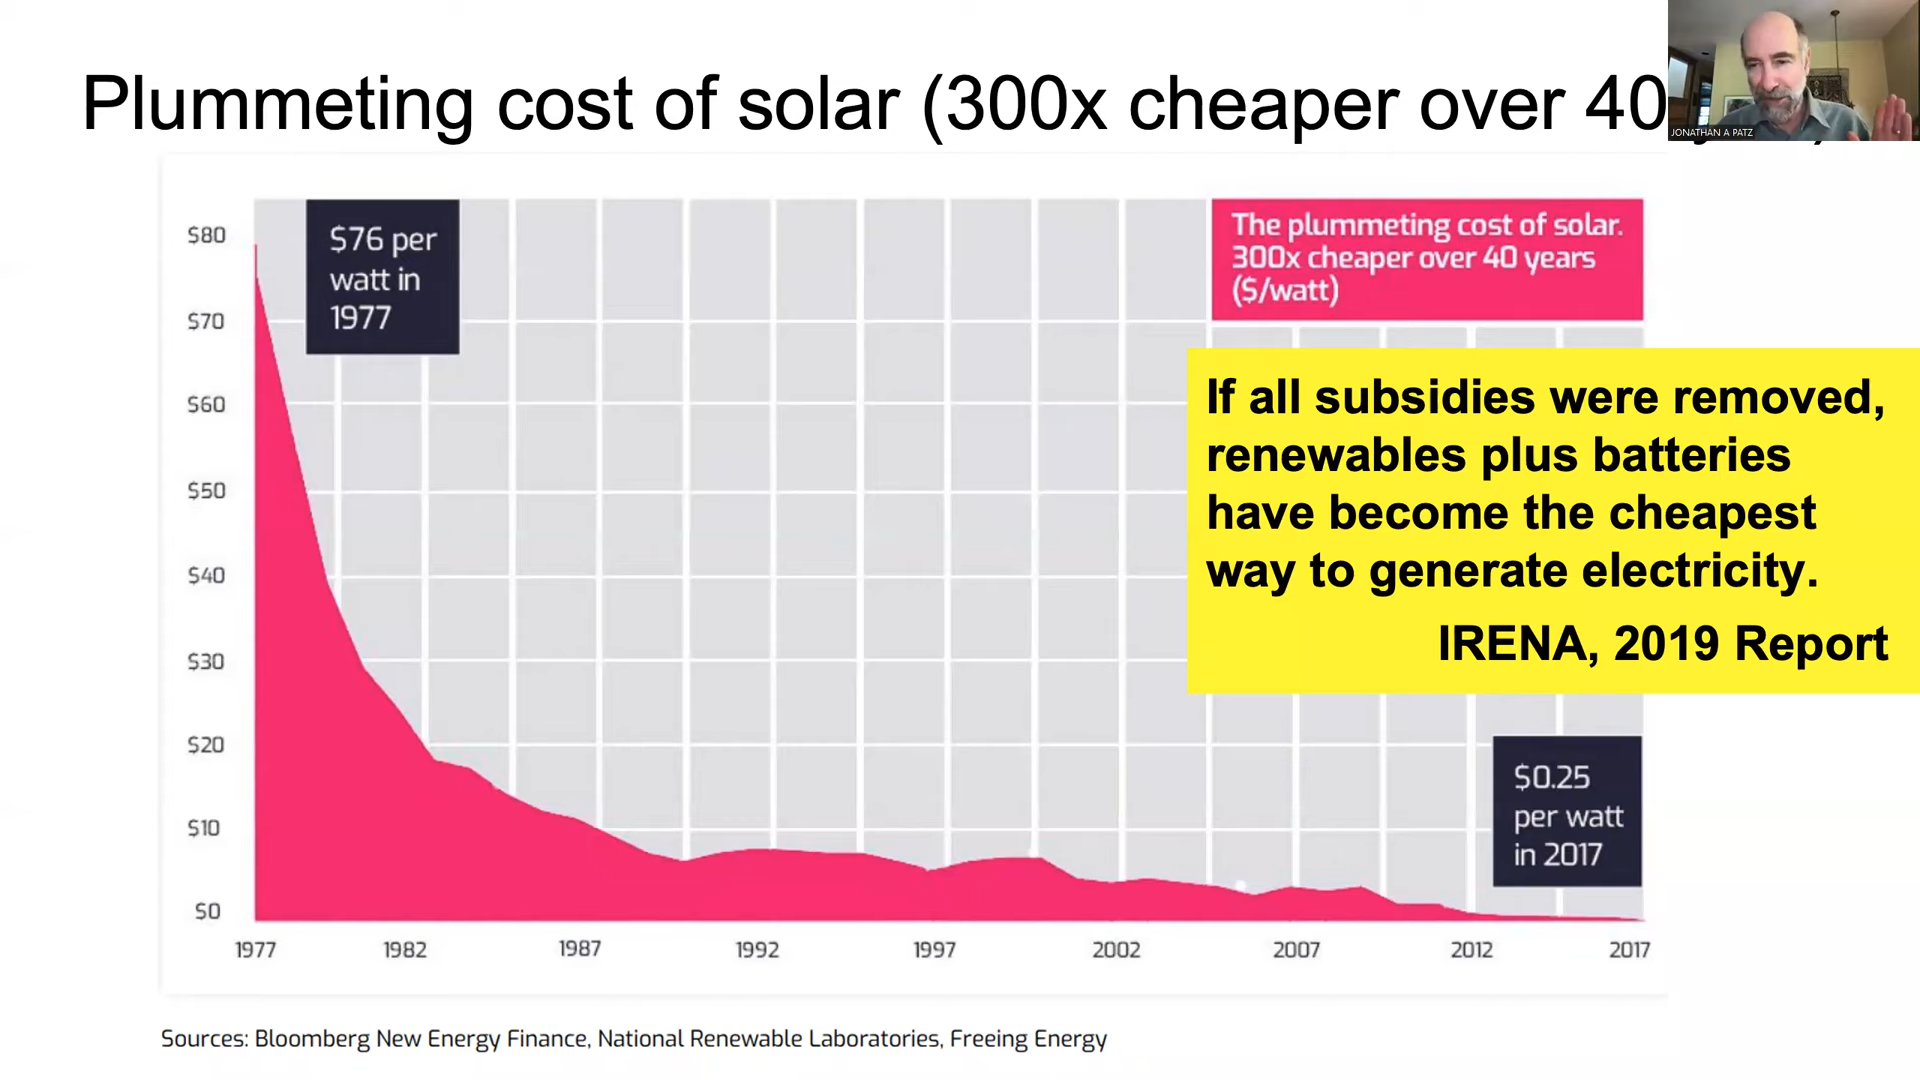 Plummeting cost of solar (300x cheaper over 40
JONATHAN A PATZ
$80
$70
$60
$50
$40
$30
$20
$10
$0
$76 per
watt in
1977
The plummeting cost of solar.
300x cheaper over 40 years
($/watt)
If all subsidies were removed,
renewables plus batteries
have become the cheapest
way to generate electricity.
IRENA, 2019 Report
$0.25
per watt
in 2017
1977 1982 1987 1992 1997 2002 2007 2012 2017
Sources: Bloomberg New Energy Finance, National Renewable Laboratories, Freeing Energy